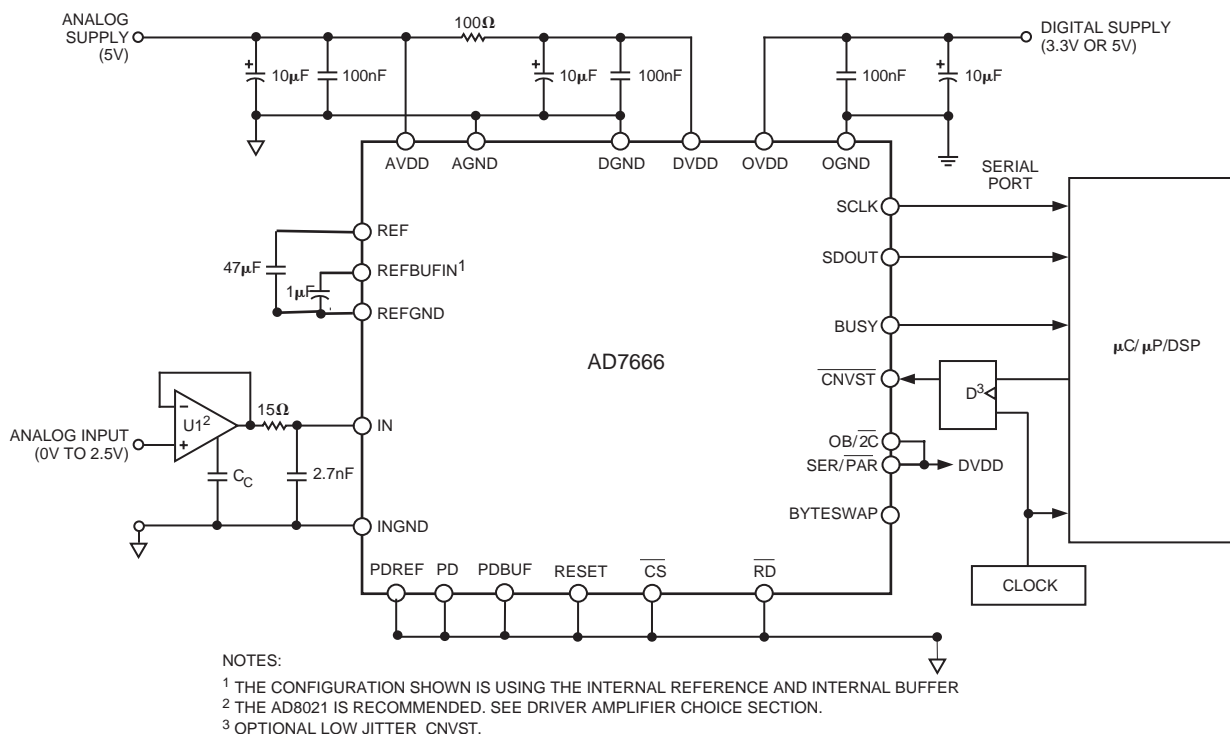 ANALOG
SUPPLY
(5V)
100Ω
DIGITAL SUPPLY
(3.3V OR 5V)
+
10μF
100nF
+
10μF
100nF
100nF
+
10μF
AVDD
AGND
DGND
DVDD
OVDD
OGND
SERIAL
PORT
SCLK
REF
SDOUT
47μF
REFBUFIN1
1μF
REFGND
BUSY
μC/μP/DSP
AD7666
CNVST
D3
−
U12
+
15Ω
ANALOG INPUT
(0V TO 2.5V)
IN
OB/2C
SER/PAR
DVDD
CC
2.7nF
BYTESWAP
INGND
PDREF
PD
PDBUF
RESET
CS
RD
CLOCK
NOTES:
1 THE CONFIGURATION SHOWN IS USING THE INTERNAL REFERENCE AND INTERNAL BUFFER
2 THE AD8021 IS RECOMMENDED. SEE DRIVER AMPLIFIER CHOICE SECTION.
3 OPTIONAL LOW JITTER CNVST.